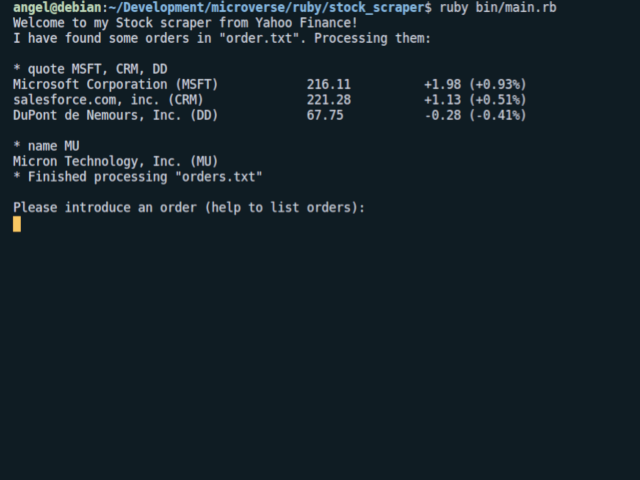 angel@debian:~/Development/microverse/ruby/stock_scraper$ ruby bin/main.rb
Welcome to my Stock scraper from Yahoo Finance!
I have found some orders in "order.txt". Processing them:
* quote MSFT, CRM, DD
Microsoft Corporation (MSFT) 216.11 +1.98 (+0.93%)
salesforce.com, inc. (CRM) 221.28 +1.13 (+0.51%)
DuPont de Nemours, Inc. (DD) 67.75 -0.28 (-0.41%)
* name MU
Micron Technology, Inc. (MU)
* Finished processing "orders.txt"
Please introduce an order (help to list orders):